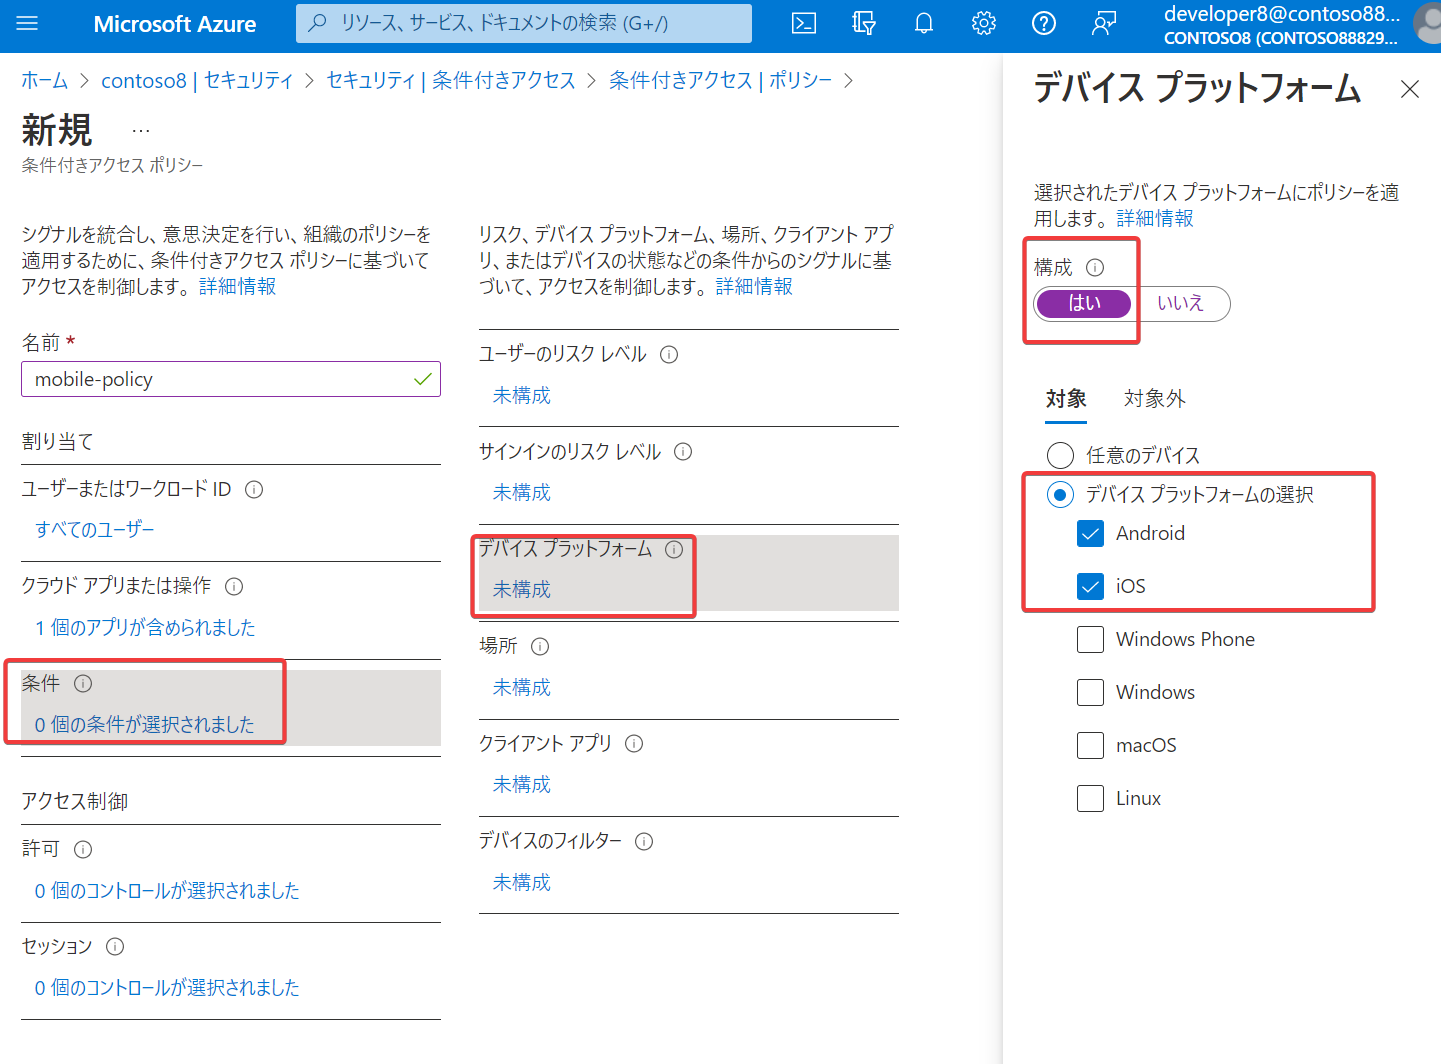 Microsoft Azure
リソース、サービス、ドキュメントの検索 (G+/)
developer8@contoso88...
CONTOSO8 (CONTOSO88829...
ホーム > contoso8 | セキュリティ > セキュリティ | 条件付きアクセス > 条件付きアクセス | ポリシー >
新規 ...
条件付きアクセス ポリシー
シグナルを統合し、意思決定を行い、組織のポリシーを
適用するために、条件付きアクセス ポリシーに基づいて
アクセスを制御します。 詳細情報
名前 *
mobile-policy
割り当て
ユーザーまたはワークロード ID
すべてのユーザー
クラウド アプリまたは操作
1 個のアプリが含められました
条件
0 個の条件が選択されました
アクセス制御
許可
0 個のコントロールが選択されました
セッション
0 個のコントロールが選択されました
リスク、デバイス プラットフォーム、場所、クライアント アプ
リ、またはデバイスの状態などの条件からのシグナルに基
づいて、アクセスを制御します。 詳細情報
ユーザーのリスク レベル
未構成
サインインのリスク レベル
未構成
デバイス プラットフォーム
未構成
場所
未構成
クライアント アプリ
未構成
デバイスのフィルター
未構成
デバイス プラットフォーム
選択されたデバイス プラットフォームにポリシーを適
用します。 詳細情報
構成
はい いいえ
対象 対象外
任意のデバイス
デバイス プラットフォームの選択
Android
iOS
Windows Phone
Windows
macOS
Linux